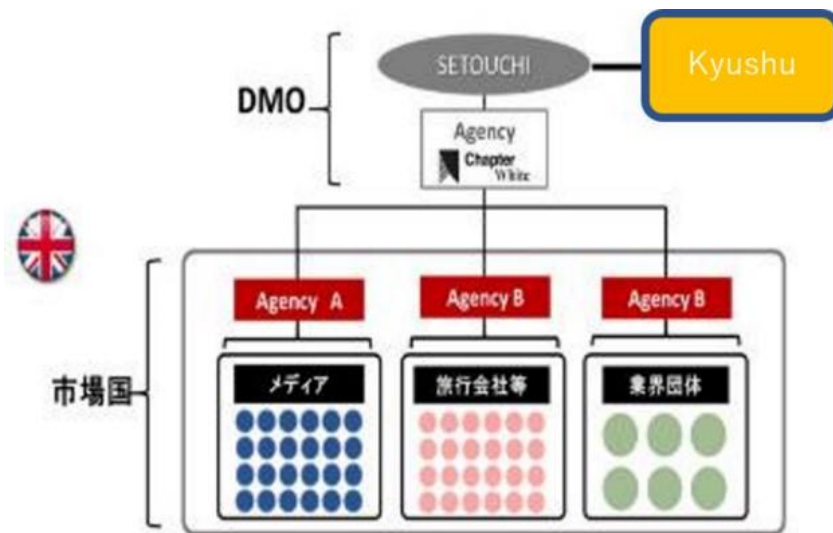 SETOUCHI
Kyushu
DMO
Agency
Chapter
White
Agency A
Agency B
Agency B
市場国
メディア
旅行会社等
業界団体